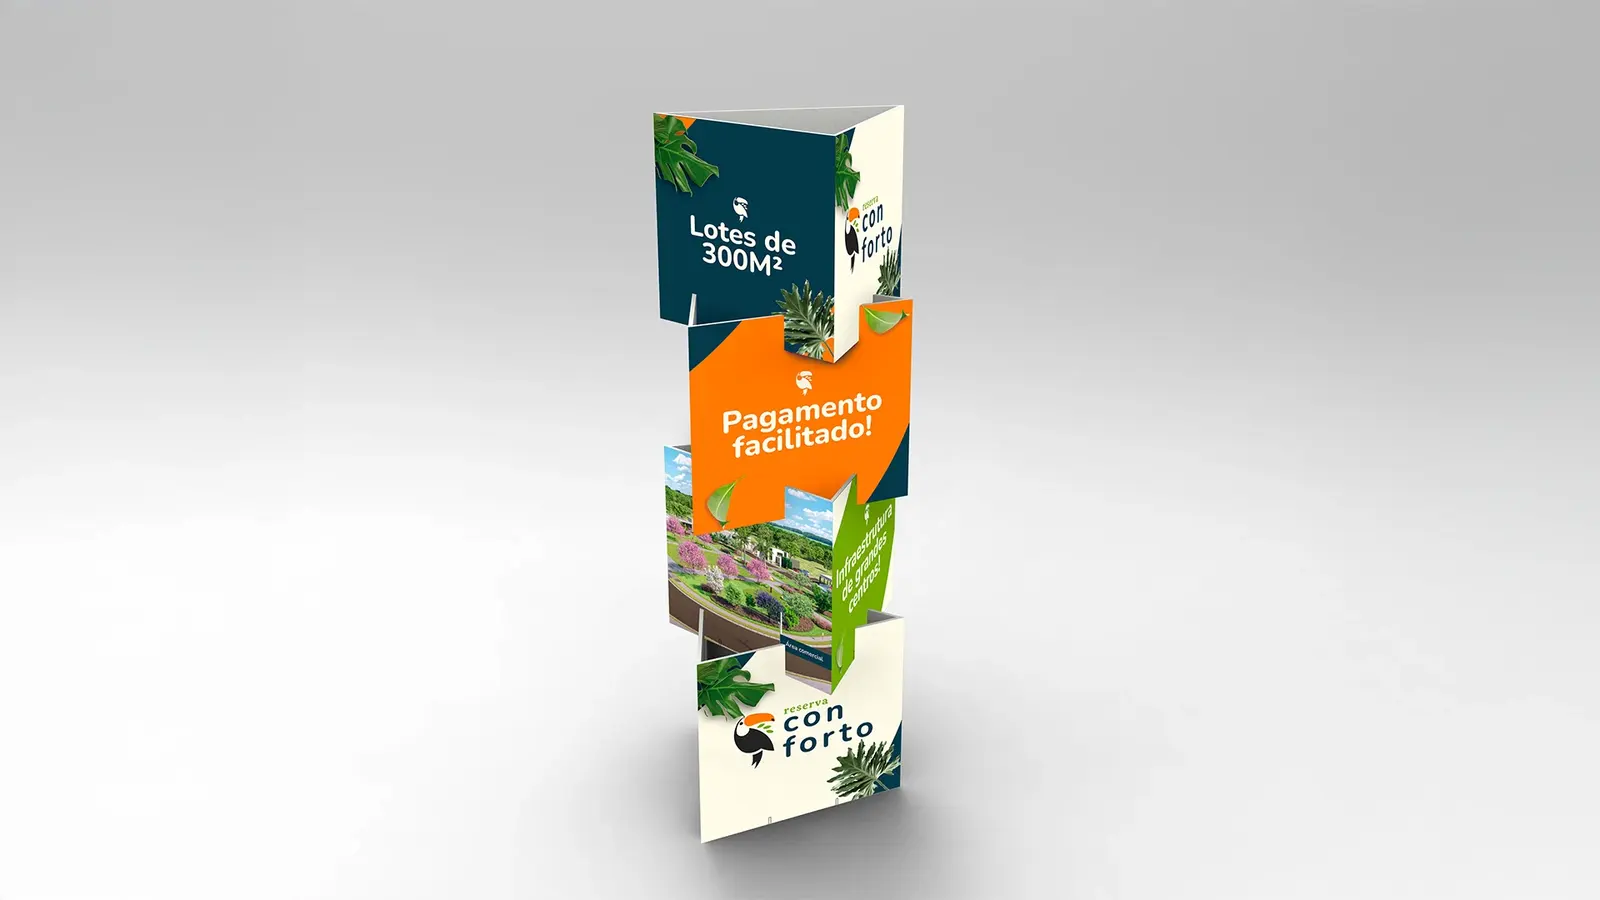 Lotes de
300M²
reserva
con
forto
Pagamento
facilitado!
Infraestrutura
de grandes
centros!
Área comercial
reserva
con
forto